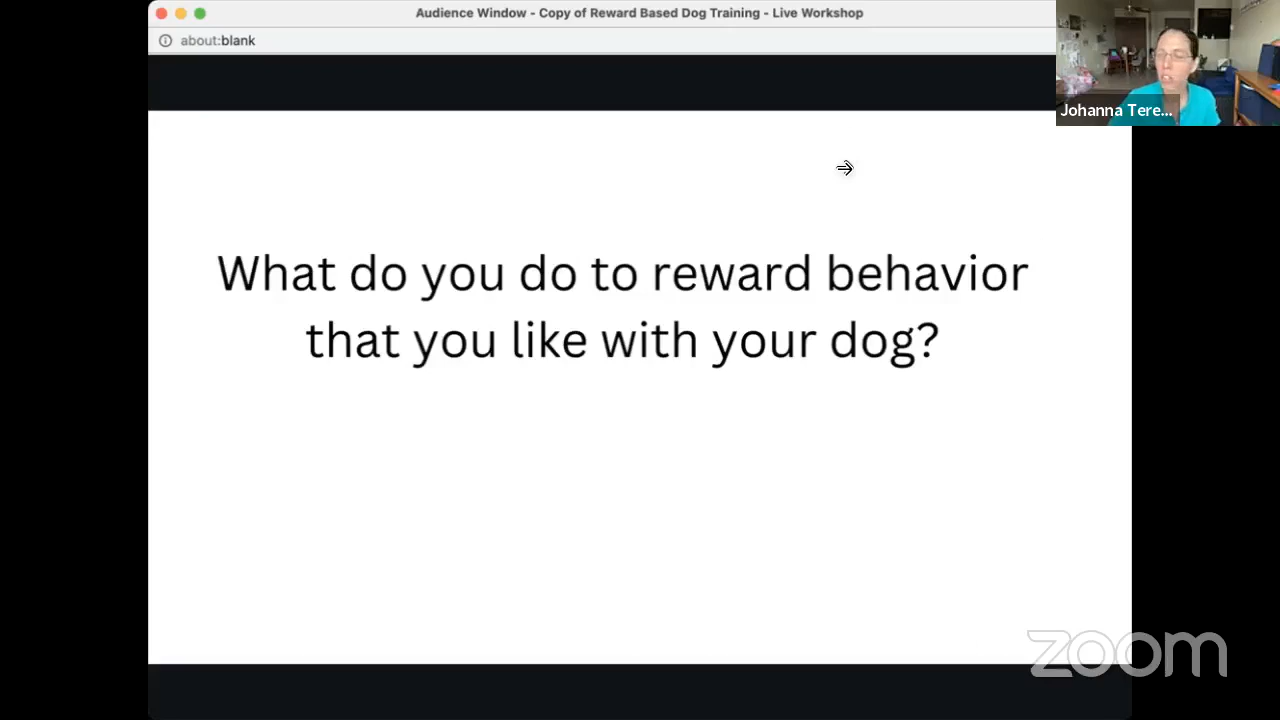 Audience Window - Copy of Reward Based Dog Training - Live Workshop
about:blank
Johanna Tere...
What do you do to reward behavior
that you like with your dog?
zoom